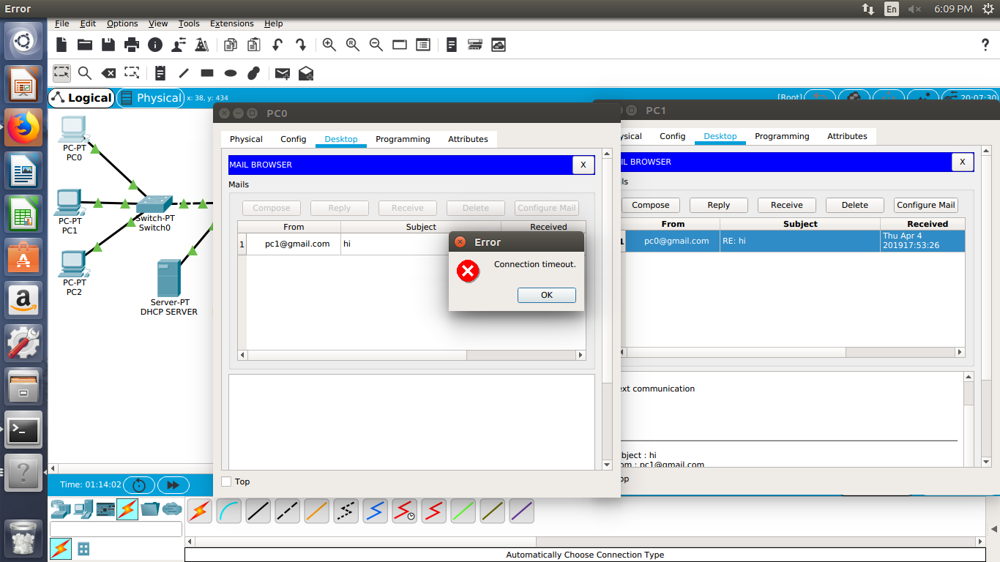 Error
En
6:09 PM
File Edit Options View Tools Extensions Help
Logical
Physical
x: 38, y: 434
[Root]
20:07:30
PC-PT
PC0
PC-PT
PC1
PC-PT
PC2
Switch-PT
Switch0
Server-PT
DHCP SERVER
PC0
Physical Config Desktop Programming Attributes
MAIL BROWSER
X
Mails
Compose Reply Receive Delete Configure Mail
From Subject Received
1 pc1@gmail.com hi
Error
Connection timeout.
OK
Top
PC1
ysical Config Desktop Programming Attributes
IL BROWSER
X
ils
Compose Reply Receive Delete Configure Mail
From Subject Received
1 pc0@gmail.com RE: hi Thu Apr 4
201917:53:26
ext communication
bject : hi
om : pc1@gmail.com
op
Time: 01:14:02
Automatically Choose Connection Type